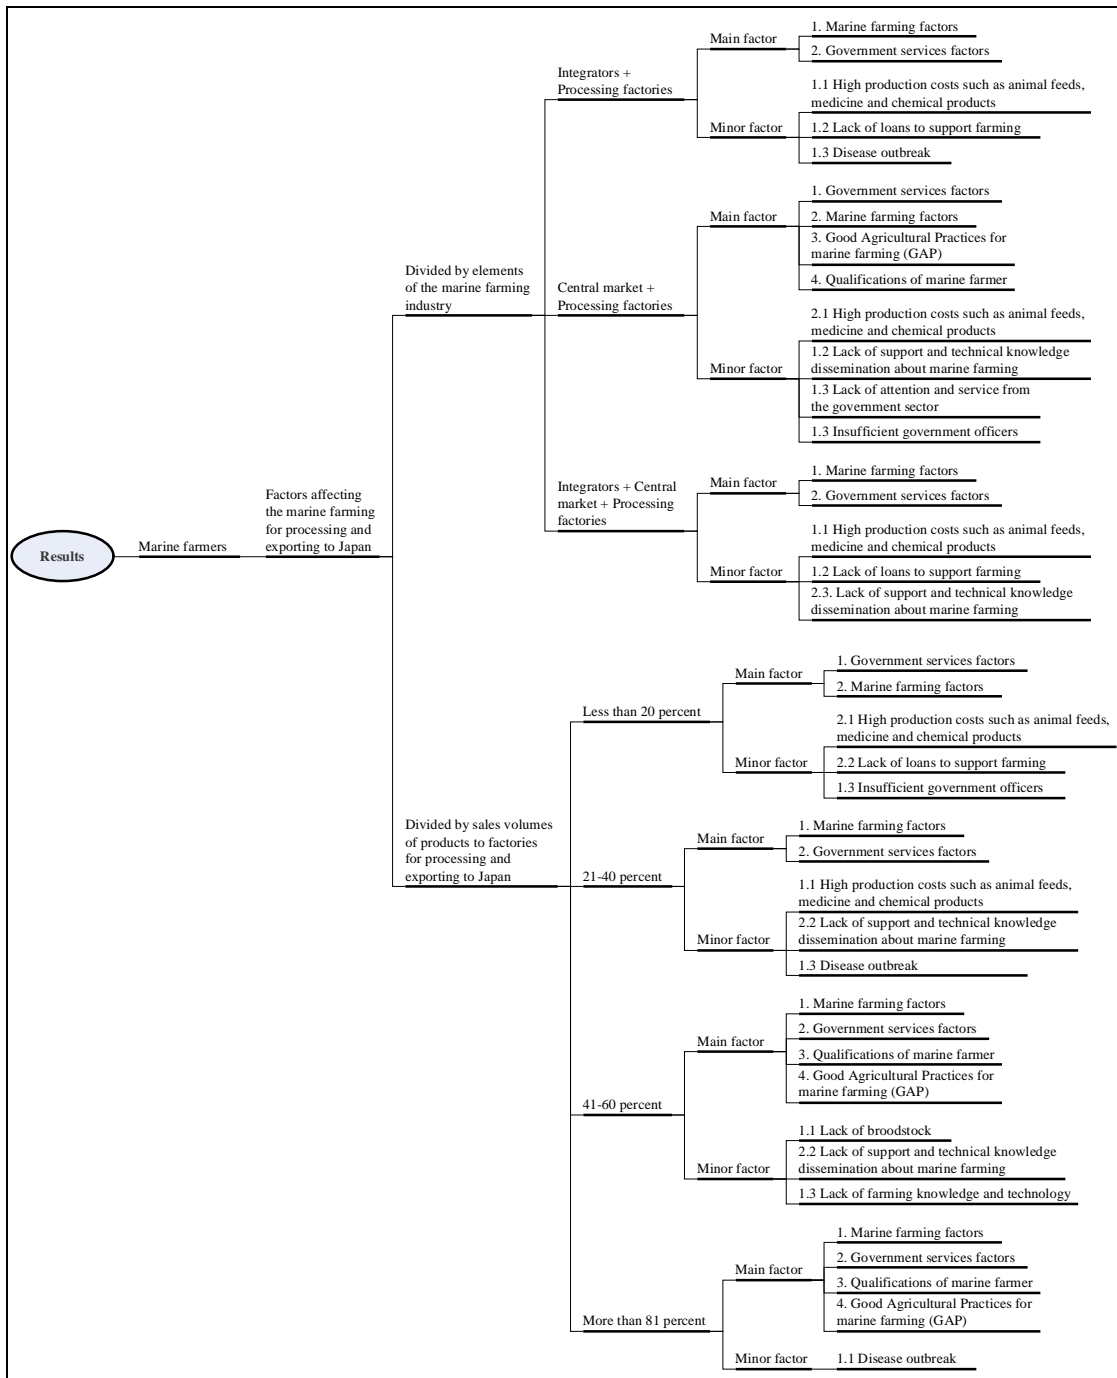 Results
Marine farmers
Factors affecting
the marine farming
for processing and
exporting to Japan
Divided by elements
of the marine farming
industry
Integrators +
Processing factories
Main factor
1. Marine farming factors
2. Government services factors
Minor factor
1.1 High production costs such as animal feeds,
medicine and chemical products
1.2 Lack of loans to support farming
1.3 Disease outbreak
Central market +
Processing factories
Main factor
1. Government services factors
2. Marine farming factors
3. Good Agricultural Practices for
marine farming (GAP)
4. Qualifications of marine farmer
Minor factor
2.1 High production costs such as animal feeds,
medicine and chemical products
1.2 Lack of support and technical knowledge
dissemination about marine farming
1.3 Lack of attention and service from
the government sector
1.3 Insufficient government officers
Integrators + Central
market + Processing
factories
Main factor
1. Marine farming factors
2. Government services factors
Minor factor
1.1 High production costs such as animal feeds,
medicine and chemical products
1.2 Lack of loans to support farming
2.3. Lack of support and technical knowledge
dissemination about marine farming
Divided by sales volumes
of products to factories
for processing and
exporting to Japan
Less than 20 percent
Main factor
1. Government services factors
2. Marine farming factors
Minor factor
2.1 High production costs such as animal feeds,
medicine and chemical products
2.2 Lack of loans to support farming
1.3 Insufficient government officers
21-40 percent
Main factor
1. Marine farming factors
2. Government services factors
Minor factor
1.1 High production costs such as animal feeds,
medicine and chemical products
2.2 Lack of support and technical knowledge
dissemination about marine farming
1.3 Disease outbreak
41-60 percent
Main factor
1. Marine farming factors
2. Government services factors
3. Qualifications of marine farmer
4. Good Agricultural Practices for
marine farming (GAP)
Minor factor
1.1 Lack of broodstock
2.2 Lack of support and technical knowledge
dissemination about marine farming
1.3 Lack of farming knowledge and technology
More than 81 percent
Main factor
1. Marine farming factors
2. Government services factors
3. Qualifications of marine farmer
4. Good Agricultural Practices for
marine farming (GAP)
Minor factor
1.1 Disease outbreak